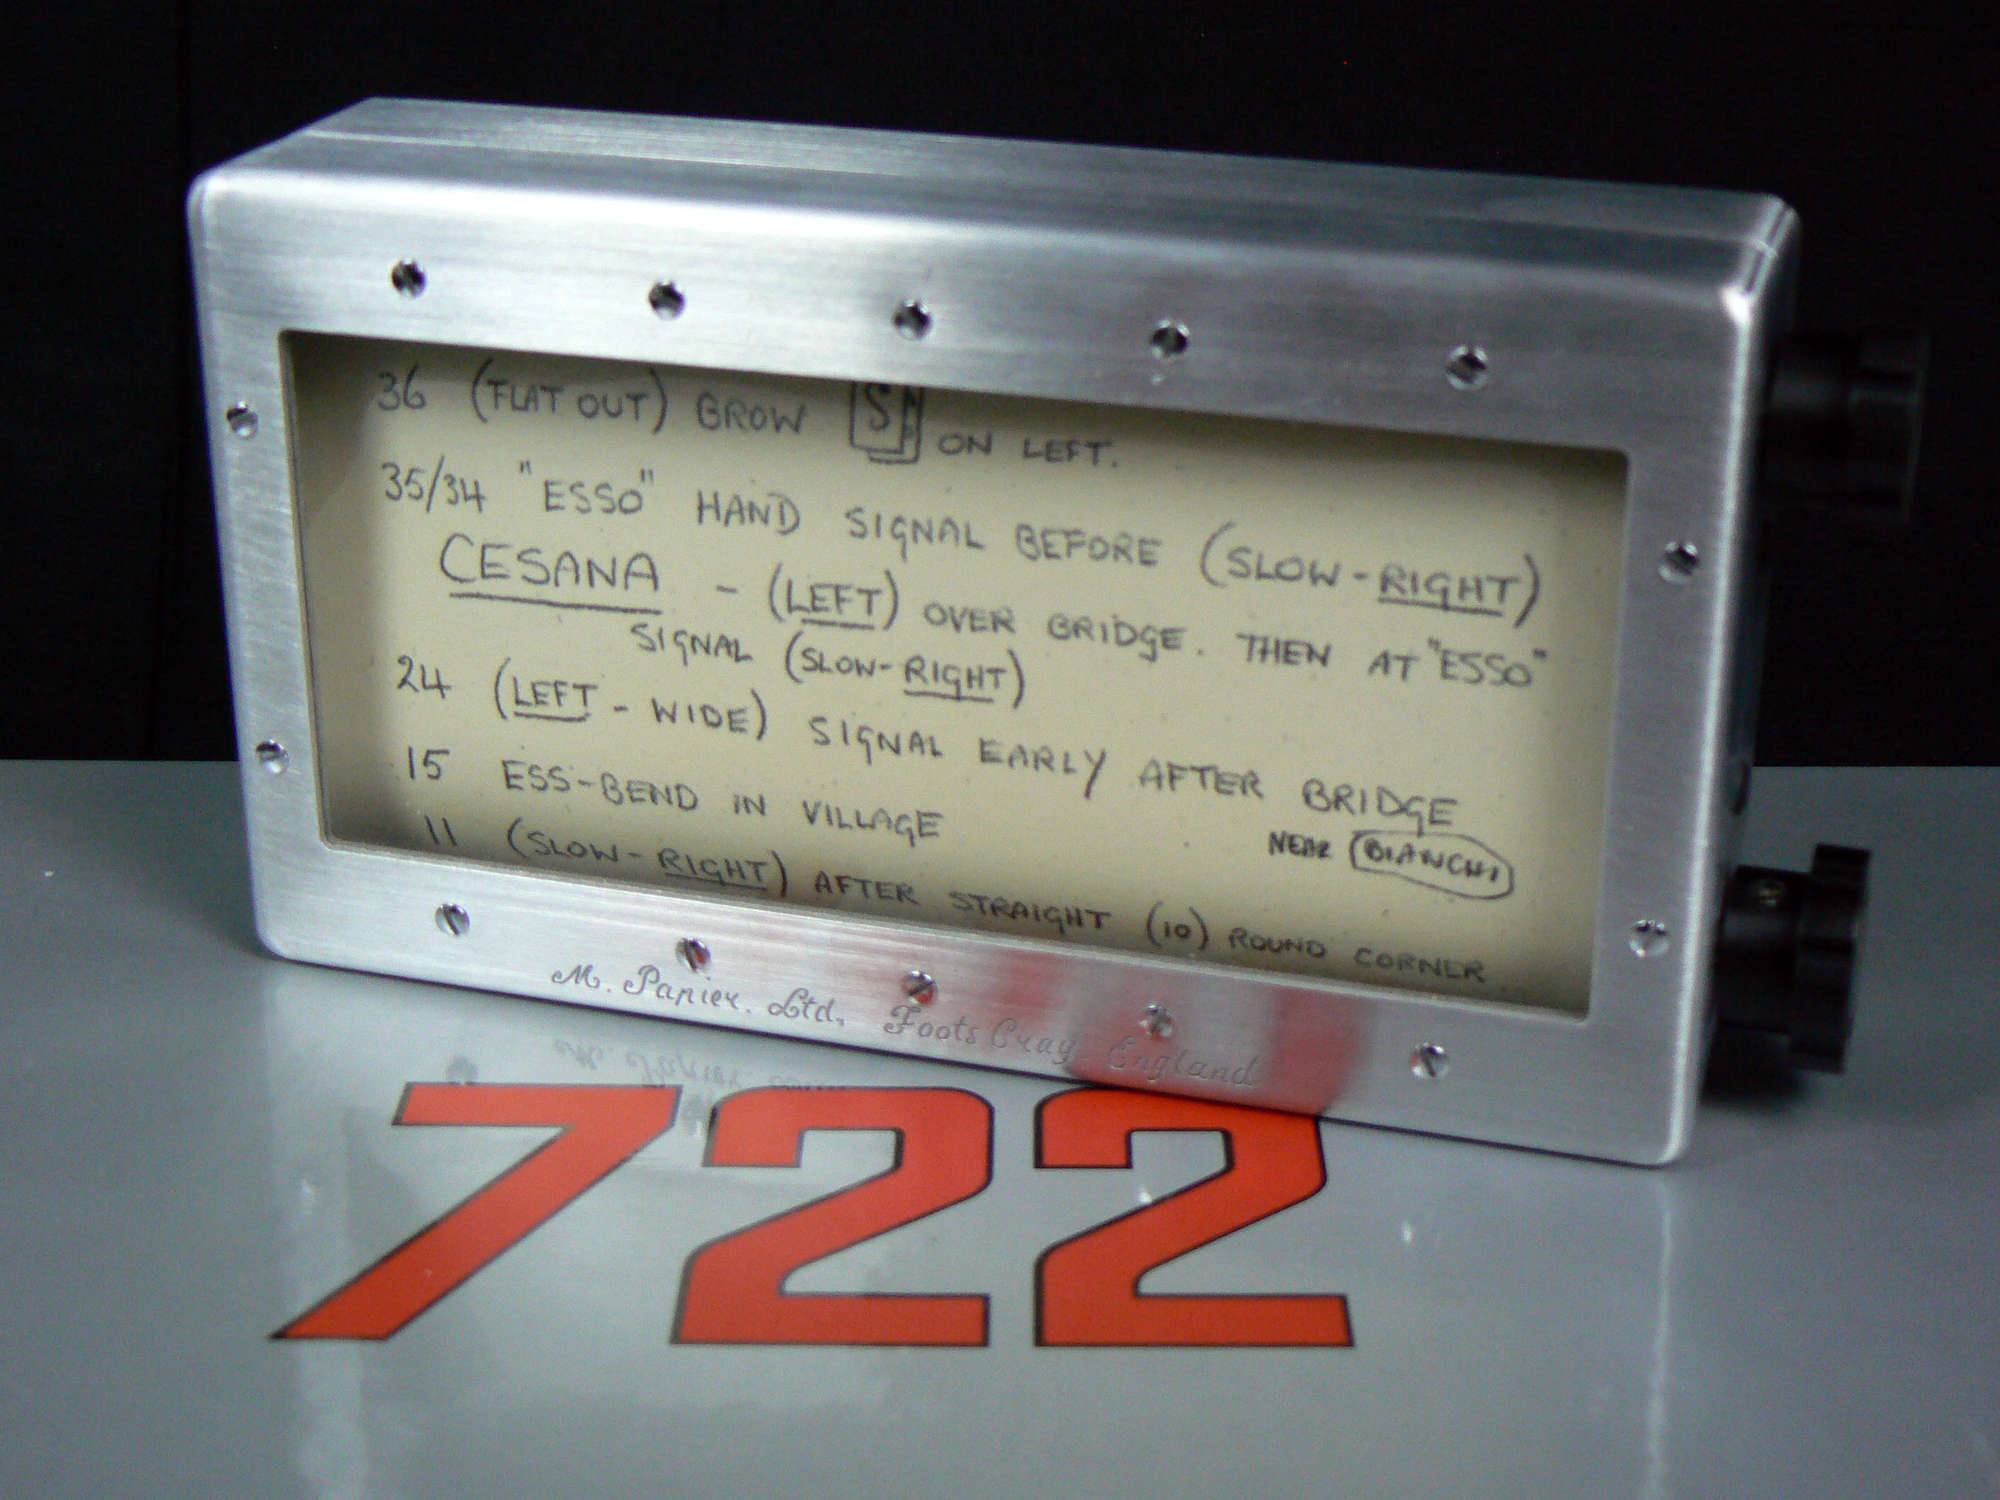 36 (FLAT OUT) BROW S ON LEFT.
35/34 "ESSO" HAND SIGNAL BEFORE (SLOW-RIGHT)
CESANA - (LEFT) OVER BRIDGE. THEN AT "ESSO"
SIGNAL (SLOW-RIGHT)
24 (LEFT - WIDE) SIGNAL EARLY AFTER BRIDGE
NEAR BIANCHI
15 ESS-BEND IN VILLAGE
11 (SLOW-RIGHT) AFTER STRAIGHT (10) ROUND CORNER
M. Papier. Ltd, Foots Cray, England
722